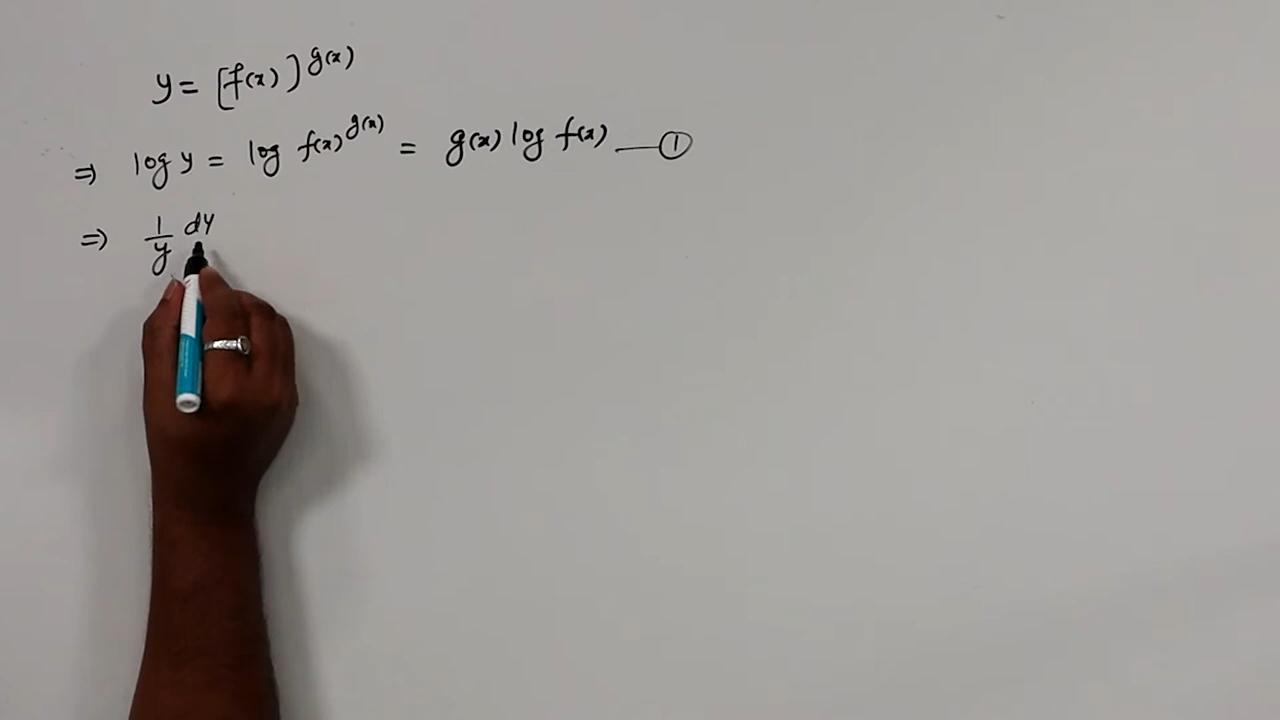 y = [f(x)]^g(x)
⇒ log y = log f(x)^g(x) = g(x) log f(x) — ①
⇒ 1/y dy